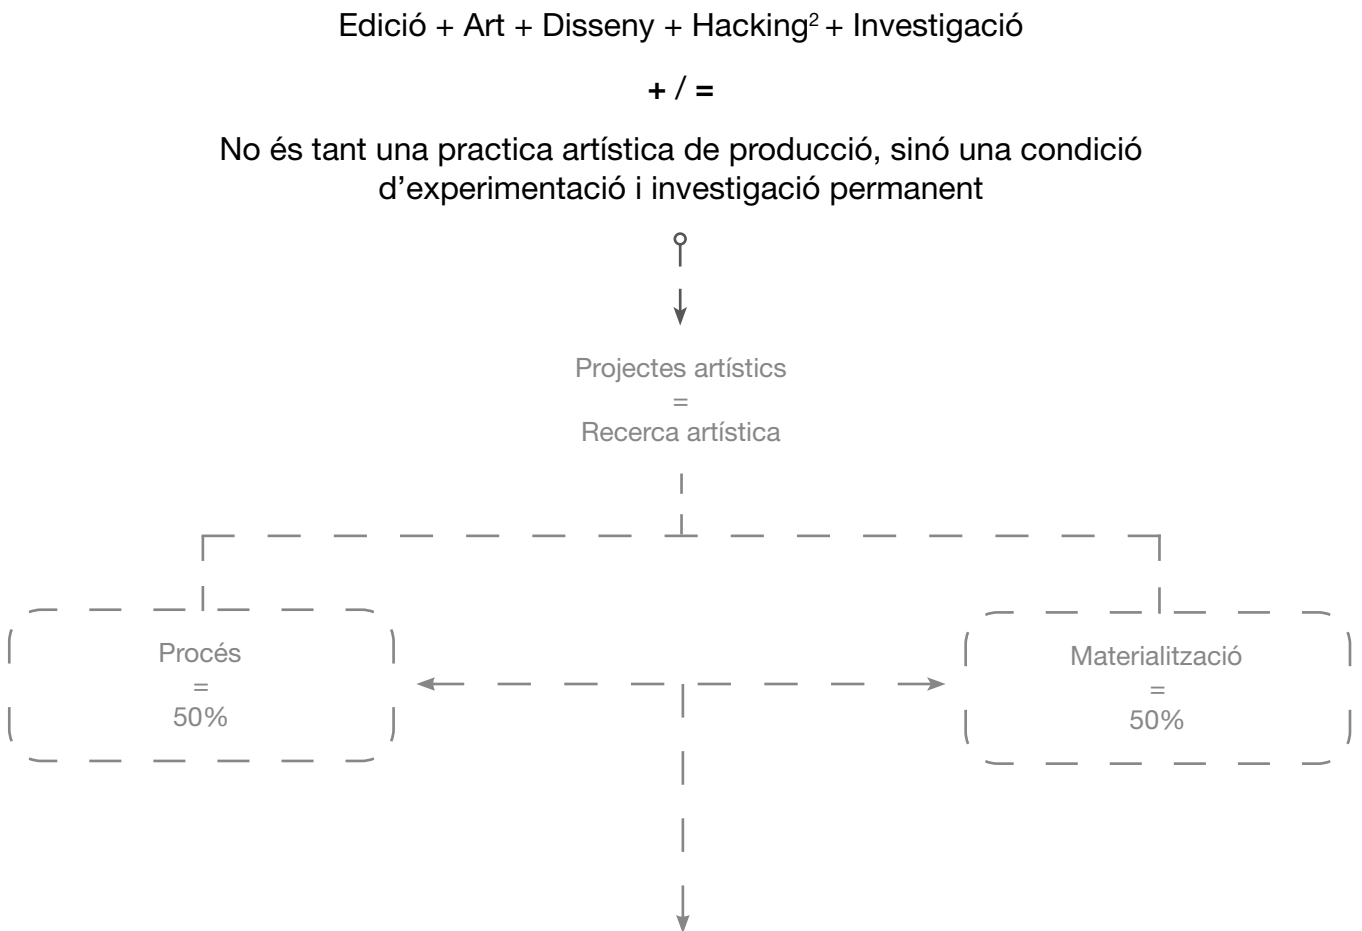 Edició + Art + Disseny + Hacking² + Investigació
+ / =
No és tant una practica artística de producció, sinó una condició
d’experimentació i investigació permanent
Projectes artístics
=
Recerca artística
Procés
=
50%
Materialització
=
50%